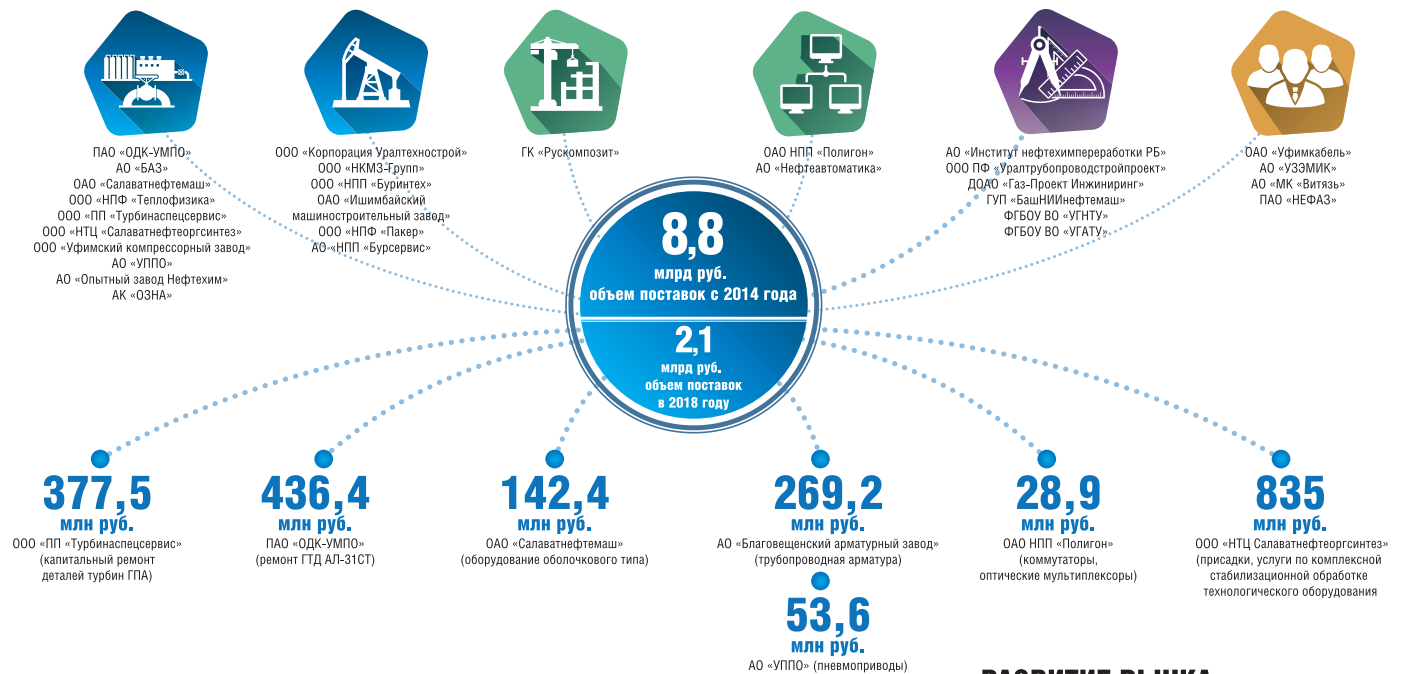 ПАО «ОДК-УМПО»
АО «БАЗ»
ОАО «Салаватнефтемаш»
ООО «НПФ «Теплофизика»
ООО «ПП «Турбинаспецсервис»
ООО «НТЦ «Салаватнефтеоргсинтез»
ООО «Уфимский компрессорный завод»
АО «УППО»
АО «Опытный завод Нефтехим»
АК «ОЗНА»
ООО «Корпорация Уралтехнострой»
ООО «НКМЗ-Групп»
ООО «НПП «Буринтех»
ОАО «Ишимбайский
машиностроительный завод»
ООО «НПФ «Пакер»
АО «НПП «Бурсервис»
ГК «Рускомпозит»
ОАО НПП «Полигон»
АО «Нефтеавтоматика»
АО «Институт нефтехимпереработки РБ»
ООО ПФ «Уралтрубопроводстройпроект»
ДОАО «Газ-Проект Инжиниринг»
ГУП «БашНИИнефтемаш»
ФГБОУ ВО «УГНТУ»
ФГБОУ ВО «УГАТУ»
ОАО «Уфимкабель»
АО «УЗЭМИК»
АО «МК «Витязь»
ПАО «НЕФАЗ»
8,8
млрд руб.
объем поставок с 2014 года
2,1
млрд руб.
объем поставок
в 2018 году
377,5
млн руб.
ООО «ПП «Турбинаспецсервис»
(капитальный ремонт
деталей турбин ГПА)
436,4
млн руб.
ПАО «ОДК-УМПО»
(ремонт ГТД АЛ-31СТ)
142,4
млн руб.
ОАО «Салаватнефтемаш»
(оборудование оболочкового типа)
269,2
млн руб.
АО «Благовещенский арматурный завод»
(трубопроводная арматура)
53,6
млн руб.
АО «УППО» (пневмоприводы)
28,9
млн руб.
ОАО НПП «Полигон»
(коммутаторы,
оптические мультиплексоры)
835
млн руб.
ООО «НТЦ Салаватнефтеоргсинтез»
(присадки, услуги по комплексной
стабилизационной обработке
технологического оборудования
РАЗВИТИЕ РЫНКА